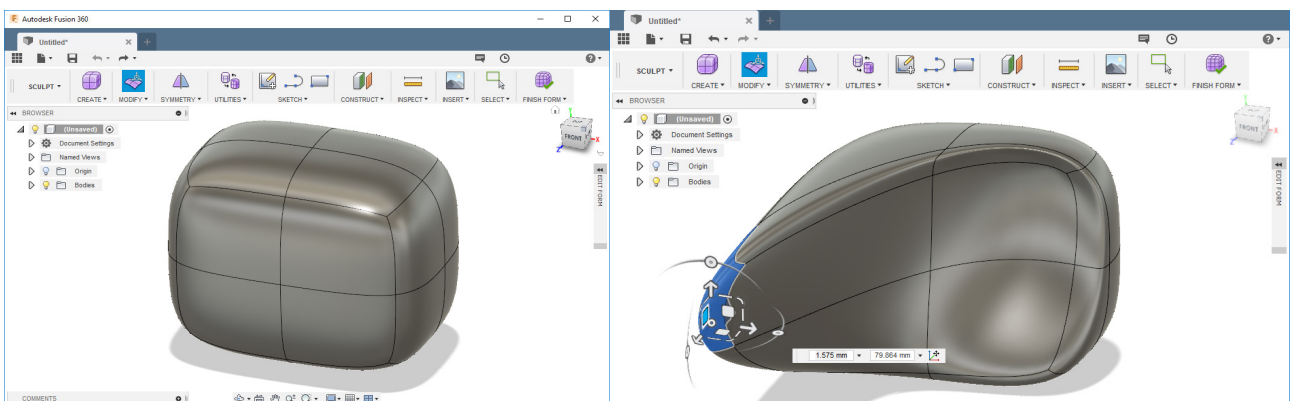 F Autodesk Fusion 360
Untitled* × +
SCULPT ▾
CREATE ▾ MODIFY ▾ SYMMETRY ▾ UTILITIES ▾ SKETCH ▾ CONSTRUCT ▾ INSPECT ▾ INSERT ▾ SELECT ▾ FINISH FORM ▾
BROWSER
(Unsaved)
Document Settings
Named Views
Origin
Bodies
FRONT
X
Z
EDIT FORM
COMMENTS
Untitled* × +
SCULPT ▾
CREATE ▾ MODIFY ▾ SYMMETRY ▾ UTILITIES ▾ SKETCH ▾ CONSTRUCT ▾ INSPECT ▾ INSERT ▾ SELECT ▾ FINISH FORM ▾
BROWSER
(Unsaved)
Document Settings
Named Views
Origin
Bodies
FRONT
X
Z
EDIT FORM
1.575 mm 79.864 mm